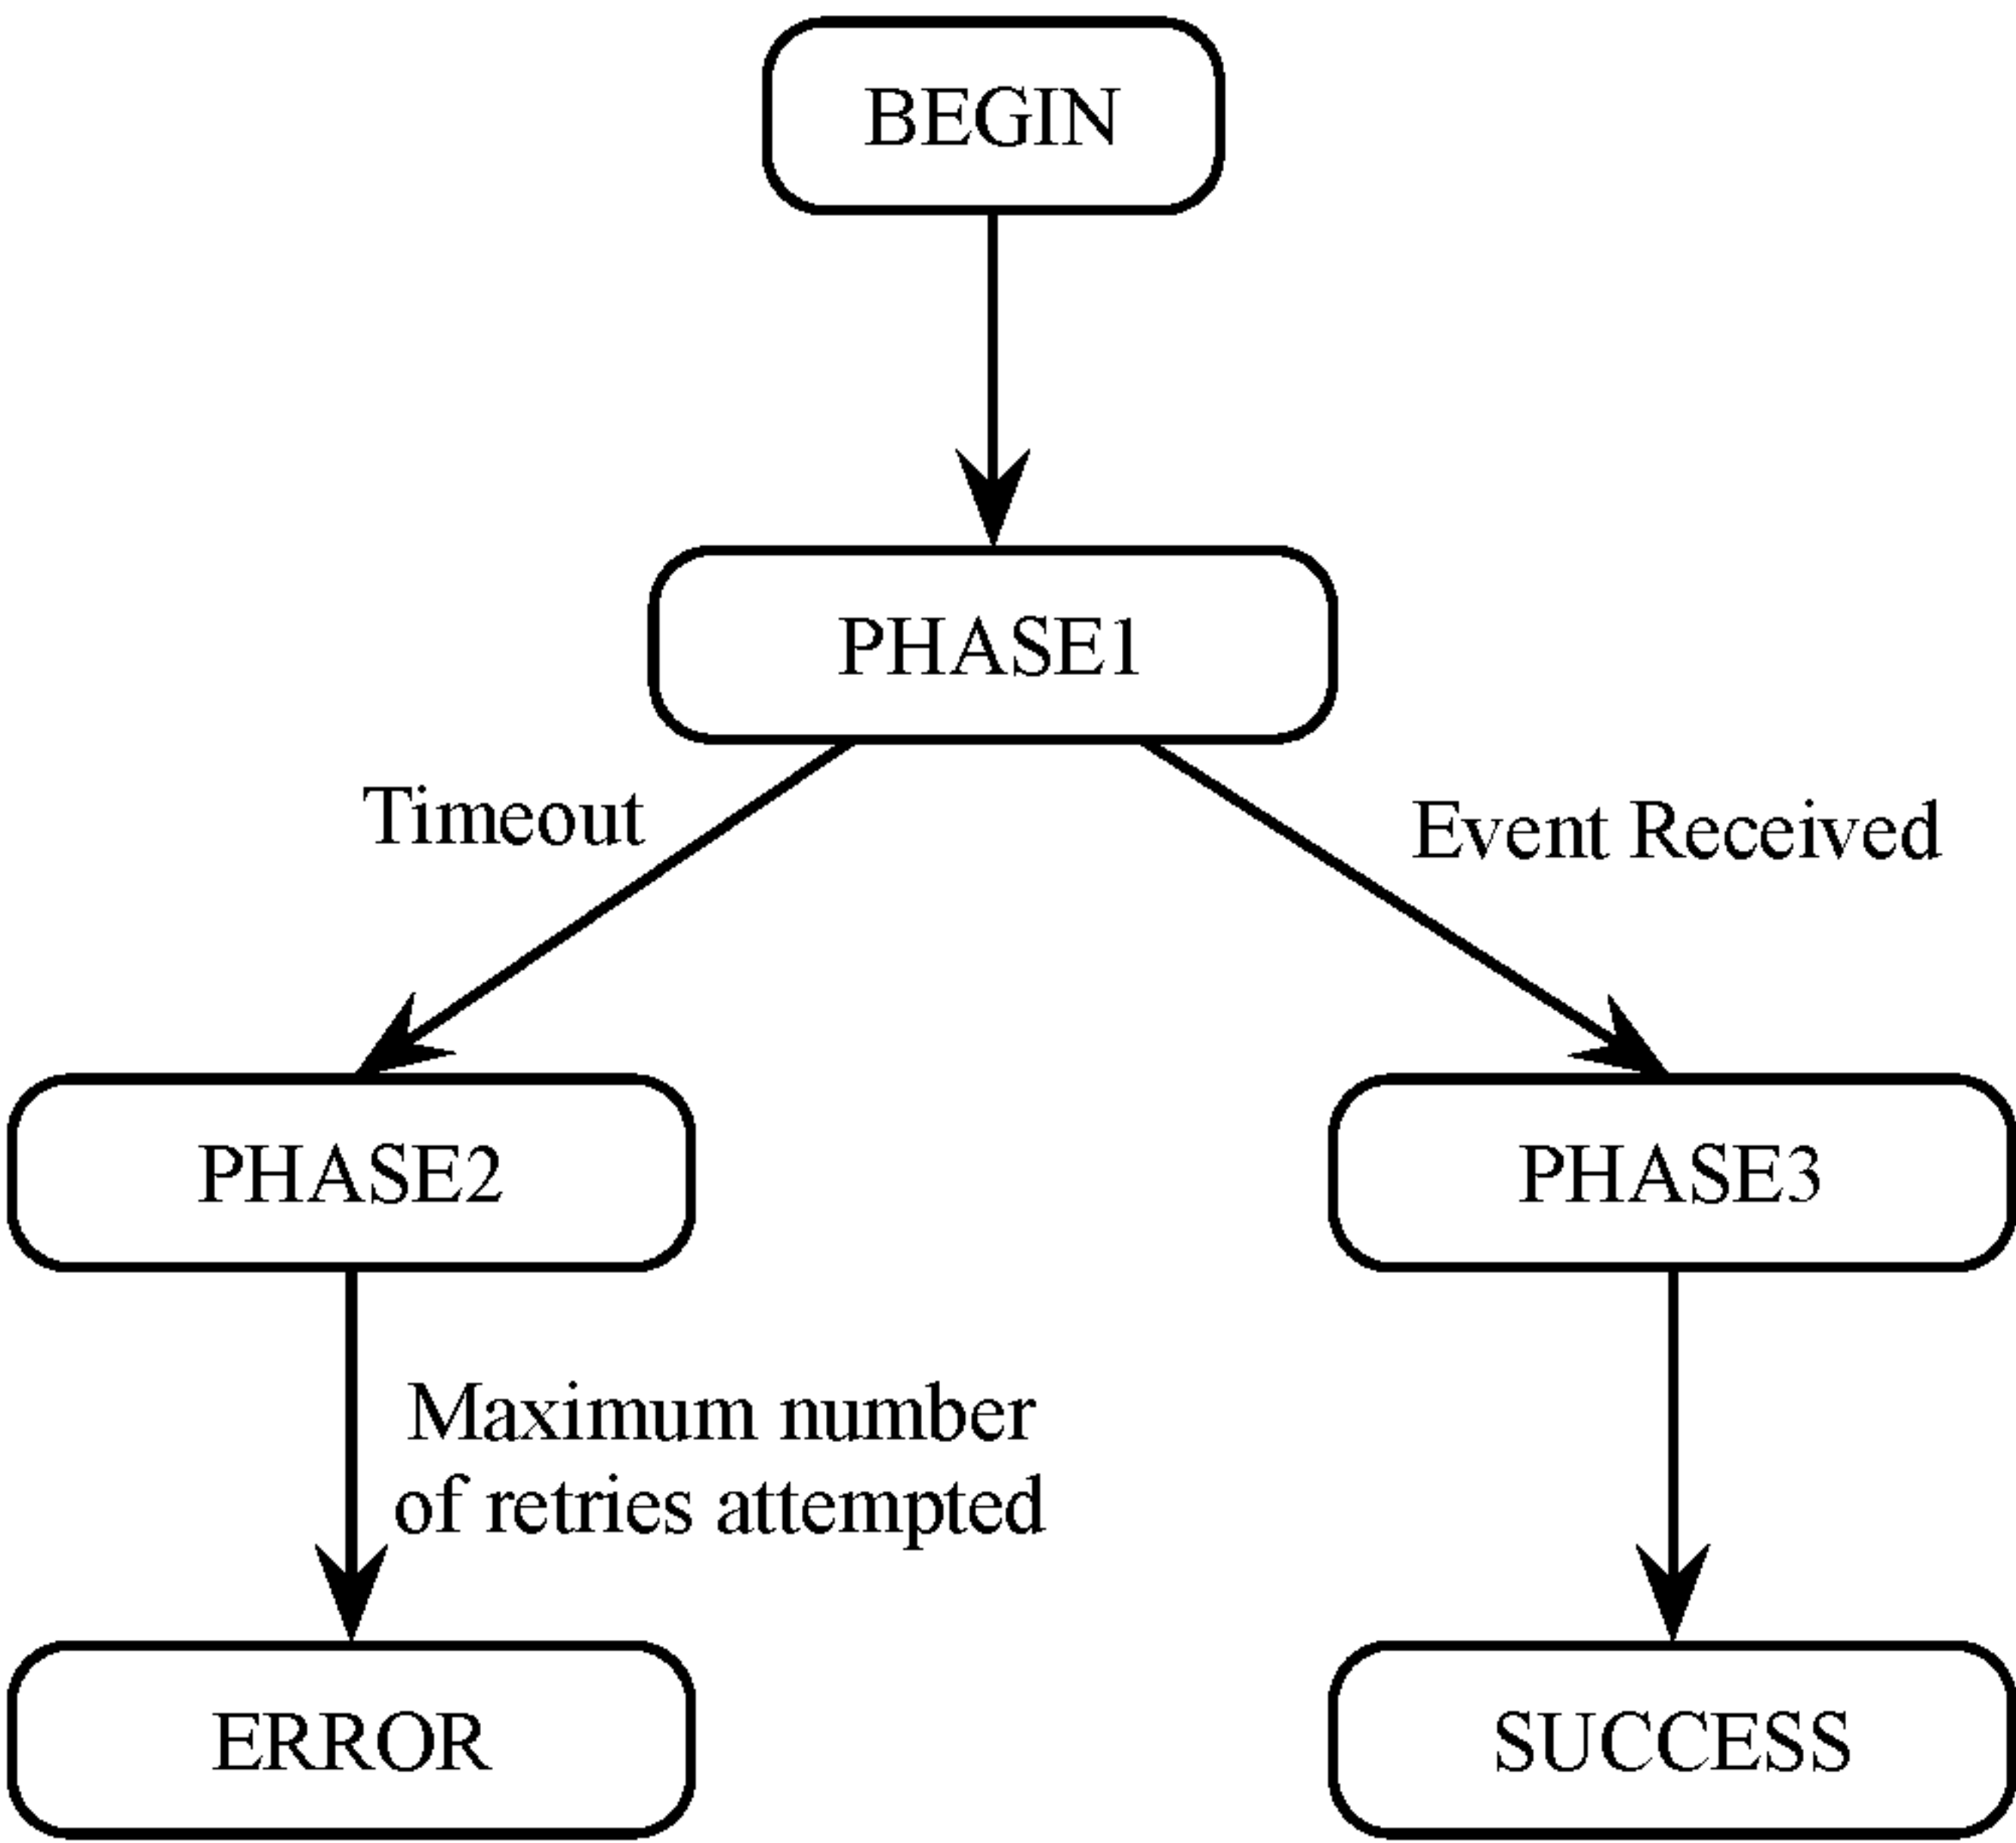 BEGIN
PHASE1
Timeout
Event Received
PHASE2
PHASE3
Maximum number
of retries attempted
ERROR
SUCCESS